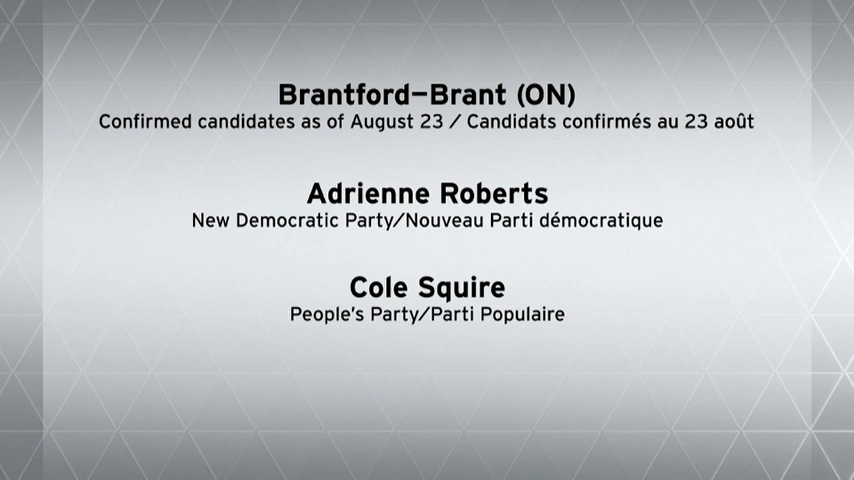 Brantford–Brant (ON)
Confirmed candidates as of August 23 / Candidats confirmés au 23 août
Adrienne Roberts
New Democratic Party/Nouveau Parti démocratique
Cole Squire
People's Party/Parti Populaire